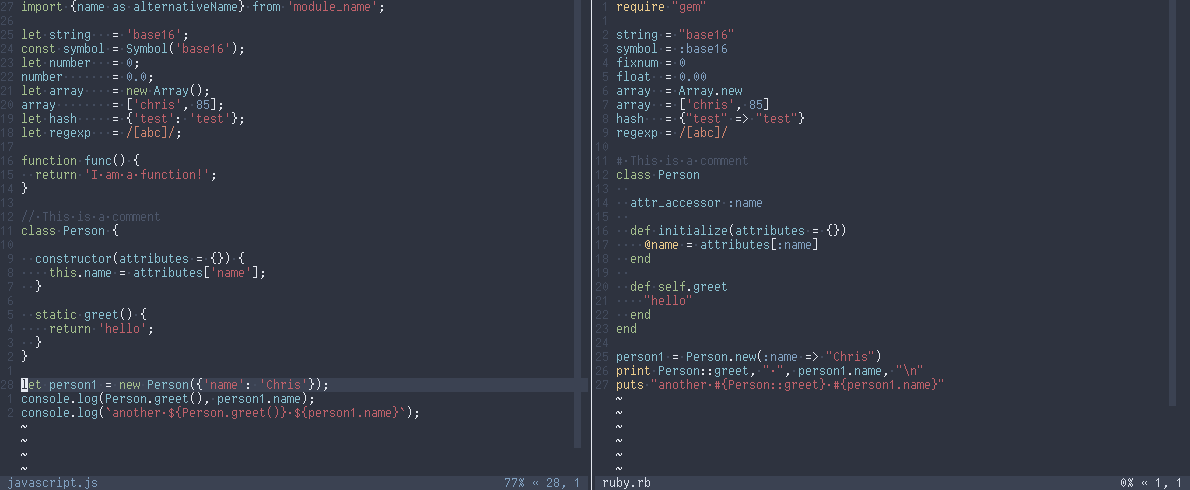 27 import {name as alternativeName} from 'module_name';
26
25 let string   = 'base16';
24 const symbol = Symbol('base16');
23 let number   = 0;
22 number       = 0.0;
21 let array    = new Array();
20 array        = ['chris', 85];
19 let hash     = {'test': 'test'};
18 let regexp   = /[abc]/;
17
16 function func() {
15   return 'I am a function!';
14 }
13
12 // This is a comment
11 class Person {
10
9   constructor(attributes = {}) {
8     this.name = attributes['name'];
7   }
6
5   static greet() {
4     return 'hello';
3   }
2 }
1
28 let person1 = new Person({'name': 'Chris'});
1 console.log(Person.greet(), person1.name);
2 console.log(`another ${Person.greet()} ${person1.name}`);
~
~
~
~
javascript.js 77% « 28, 1
1 require "gem"
1
2 string = "base16"
3 symbol = :base16
4 fixnum = 0
5 float  = 0.00
6 array  = Array.new
7 array  = ['chris', 85]
8 hash   = {"test" => "test"}
9 regexp = /[abc]/
10
11 # This is a comment
12 class Person
13
14   attr_accessor :name
15
16   def initialize(attributes = {})
17     @name = attributes[:name]
18   end
19
20   def self.greet
21     "hello"
22   end
23 end
24
25 person1 = Person.new(:name => "Chris")
26 print Person::greet, " ", person1.name, "\n"
27 puts "another #{Person::greet} #{person1.name}"
~
~
~
~
~
~
ruby.rb 0% « 1, 1